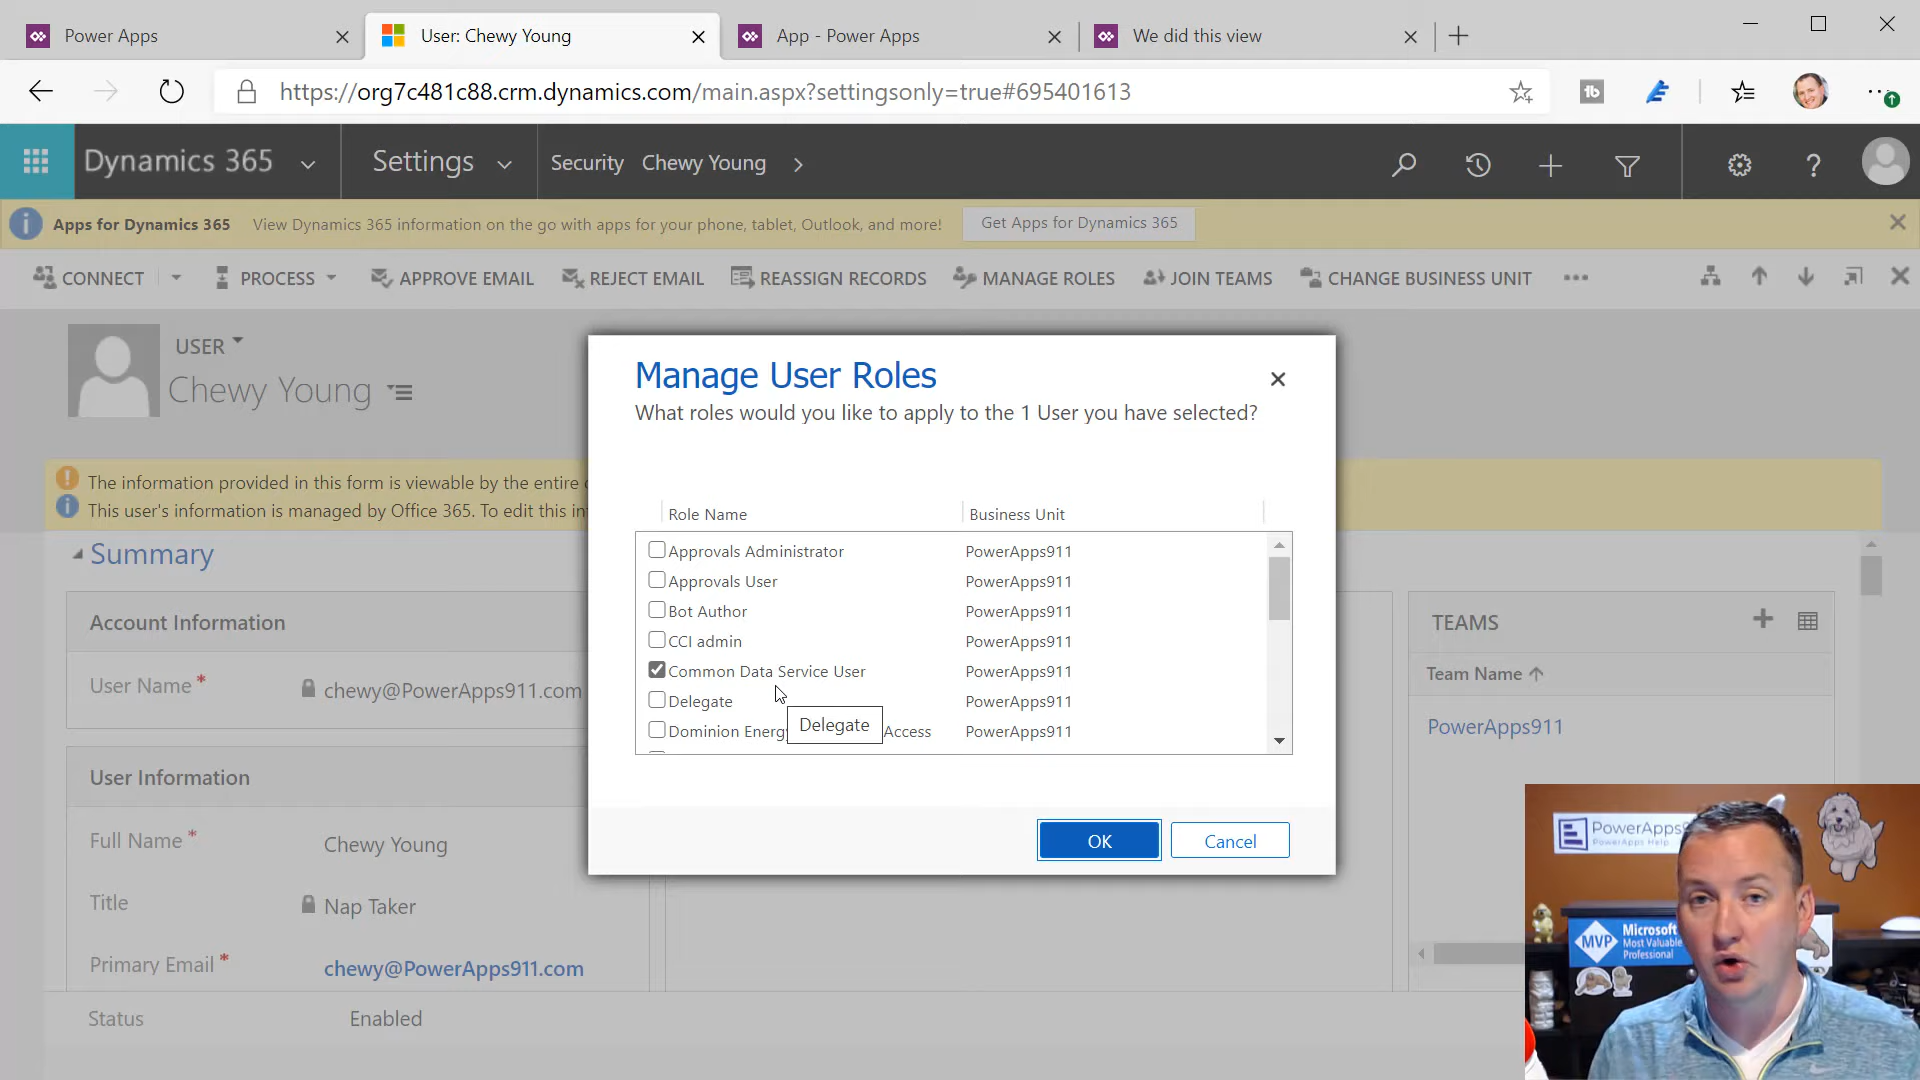 Power Apps
User: Chewy Young
App - Power Apps
We did this view
https://org7c481c88.crm.dynamics.com/main.aspx?settingsonly=true#695401613
Dynamics 365
Settings
Security
Chewy Young
Apps for Dynamics 365
View Dynamics 365 information on the go with apps for your phone, tablet, Outlook, and more!
Get Apps for Dynamics 365
CONNECT
PROCESS
APPROVE EMAIL
REJECT EMAIL
REASSIGN RECORDS
MANAGE ROLES
JOIN TEAMS
CHANGE BUSINESS UNIT
USER
Chewy Young
The information provided in this form is viewable by the entire
This user's information is managed by Office 365. To edit this
Summary
Account Information
User Name *
chewy@PowerApps911.com
User Information
Full Name *
Chewy Young
Title
Nap Taker
Primary Email *
chewy@PowerApps911.com
Status
Enabled
Manage User Roles
What roles would you like to apply to the 1 User you have selected?
Role Name
Business Unit
Approvals Administrator
PowerApps911
Approvals User
PowerApps911
Bot Author
PowerApps911
CCI admin
PowerApps911
Common Data Service User
PowerApps911
Delegate
PowerApps911
Delegate
Dominion Energy
Access
PowerApps911
OK
Cancel
TEAMS
Team Name
PowerApps911
PowerApps9
PowerApps Help
MVP
Microsoft
Most Valuable
Professional